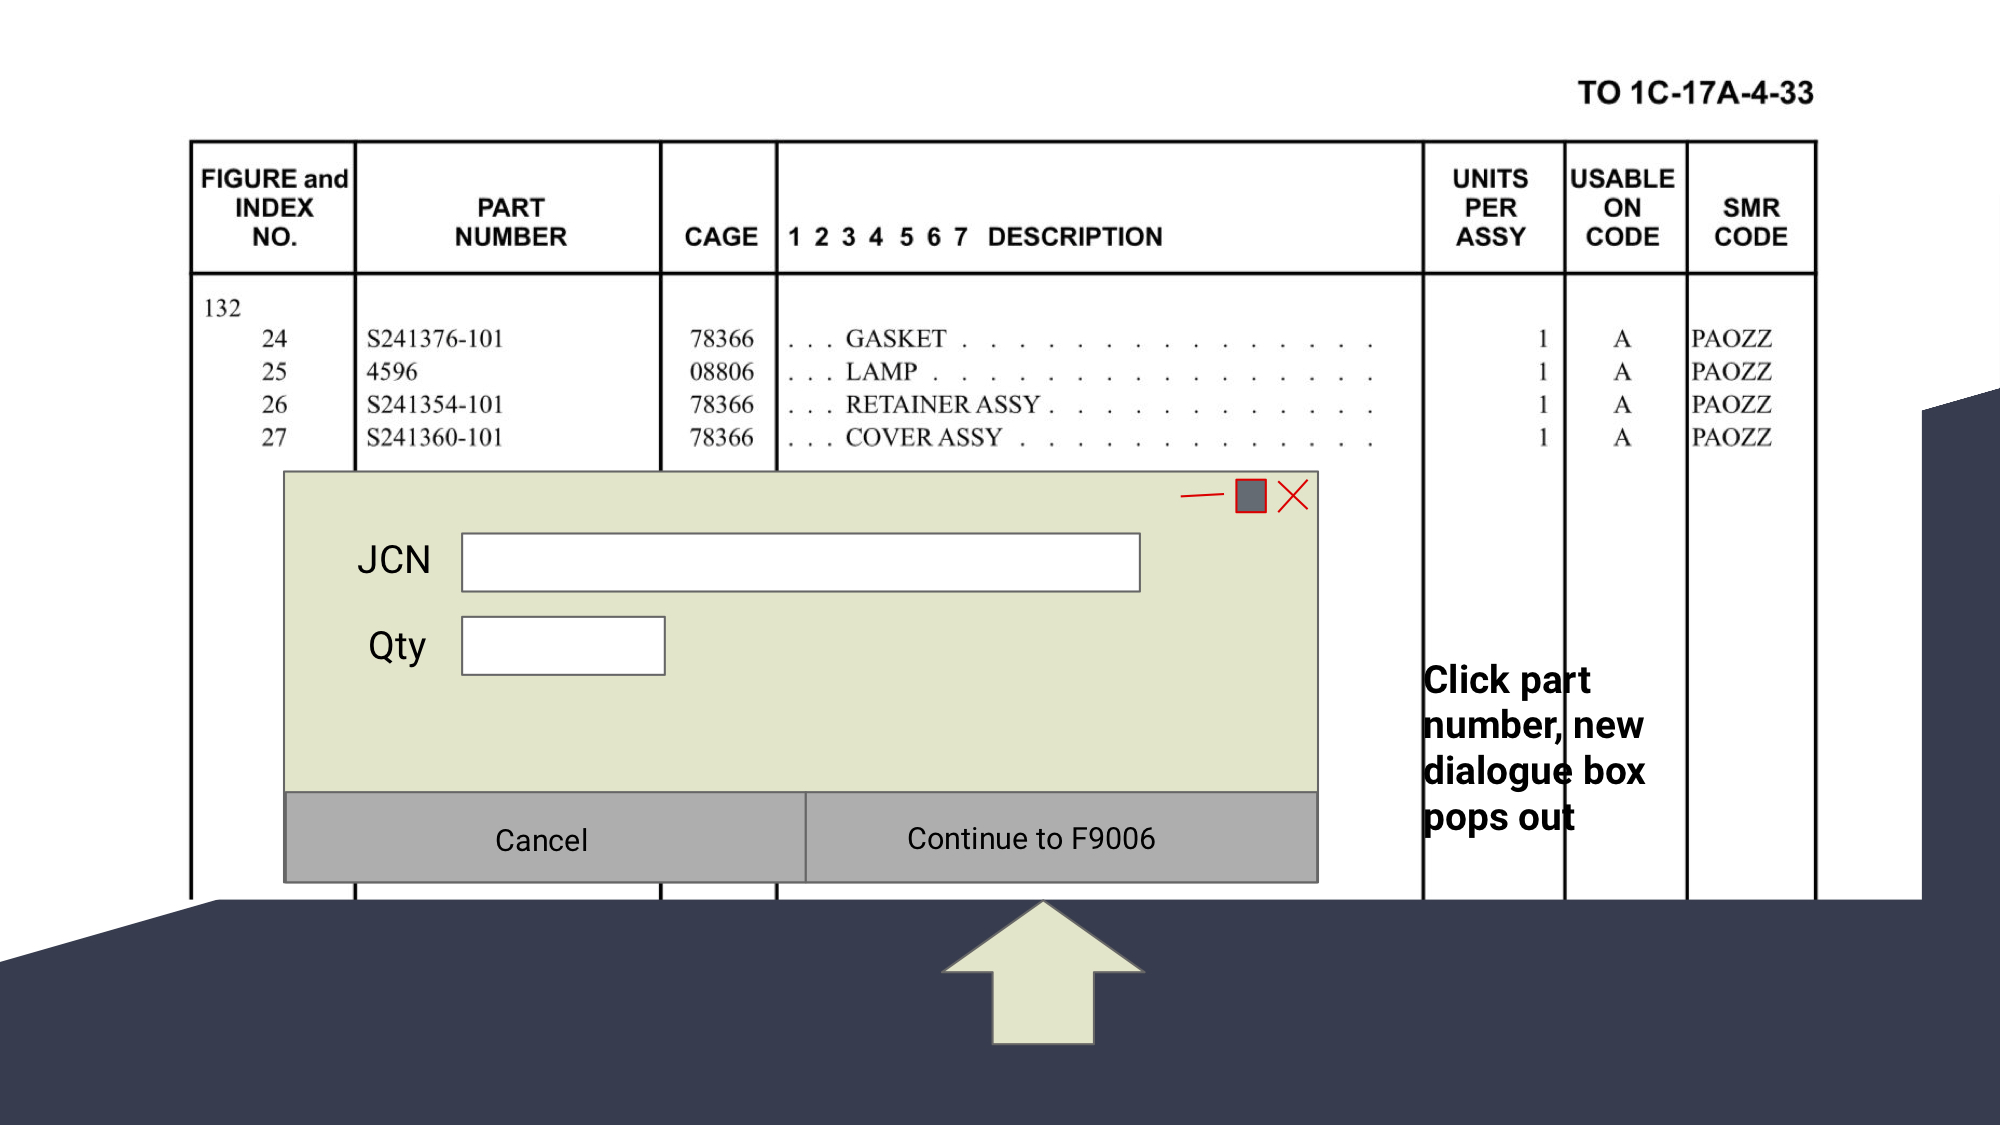 TO 1C-17A-4-33
FIGURE and INDEX NO. PART NUMBER CAGE 1 2 3 4 5 6 7 DESCRIPTION UNITS PER ASSY USABLE ON CODE SMR CODE
132
24 S241376-101 78366 . . . GASKET . . . . . . . . . . . . . . . 1 A PAOZZ
25 4596 08806 . . . LAMP . . . . . . . . . . . . . . . . 1 A PAOZZ
26 S241354-101 78366 . . . RETAINER ASSY . . . . . . . . . . . . 1 A PAOZZ
27 S241360-101 78366 . . . COVER ASSY . . . . . . . . . . . . . 1 A PAOZZ
JCN
Qty
Cancel Continue to F9006
Click part
number, new
dialogue box
pops out